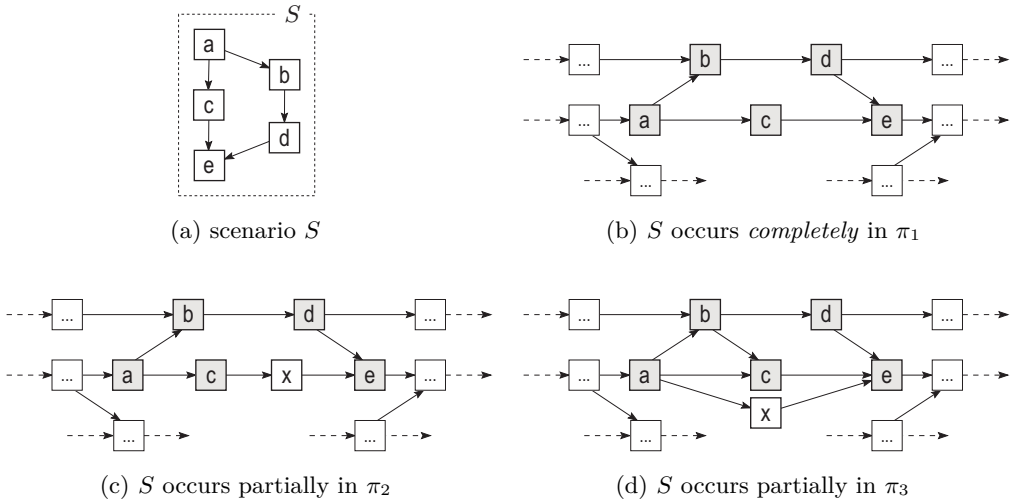 S
a
b
c
d
e
(a) scenario S
... b d ...
... a c e ...
... ...
(b) S occurs completely in π1
... b d ...
... a c x e ...
... ...
(c) S occurs partially in π2
... b d ...
... a c e ...
x
... ...
(d) S occurs partially in π3